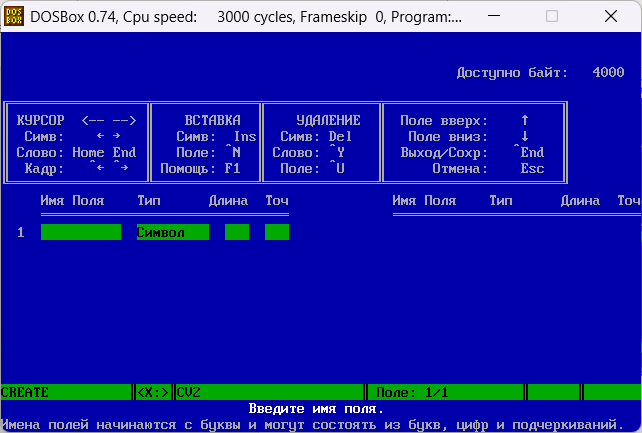 DOSBox 0.74, Cpu speed: 3000 cycles, Frameskip 0, Program:...
Доступно байт: 4000
КУРСОР <-- --> ВСТАВКА УДАЛЕНИЕ Поле вверх: ↑
Симв: ← → Симв: Ins Симв: Del Поле вниз: ↓
Слово: Home End Поле: ^N Слово: ^Y Выход/Сохр: ^End
Кадр: ^← ^→ Помощь: F1 Поле: ^U Отмена: Esc
Имя Поля Тип Длина Точ Имя Поля Тип Длина Точ
1 Символ
CREATE <X:> CV2 Поле: 1/1
Введите имя поля.
Имена полей начинаются с буквы и могут состоять из букв, цифр и подчеркиваний.